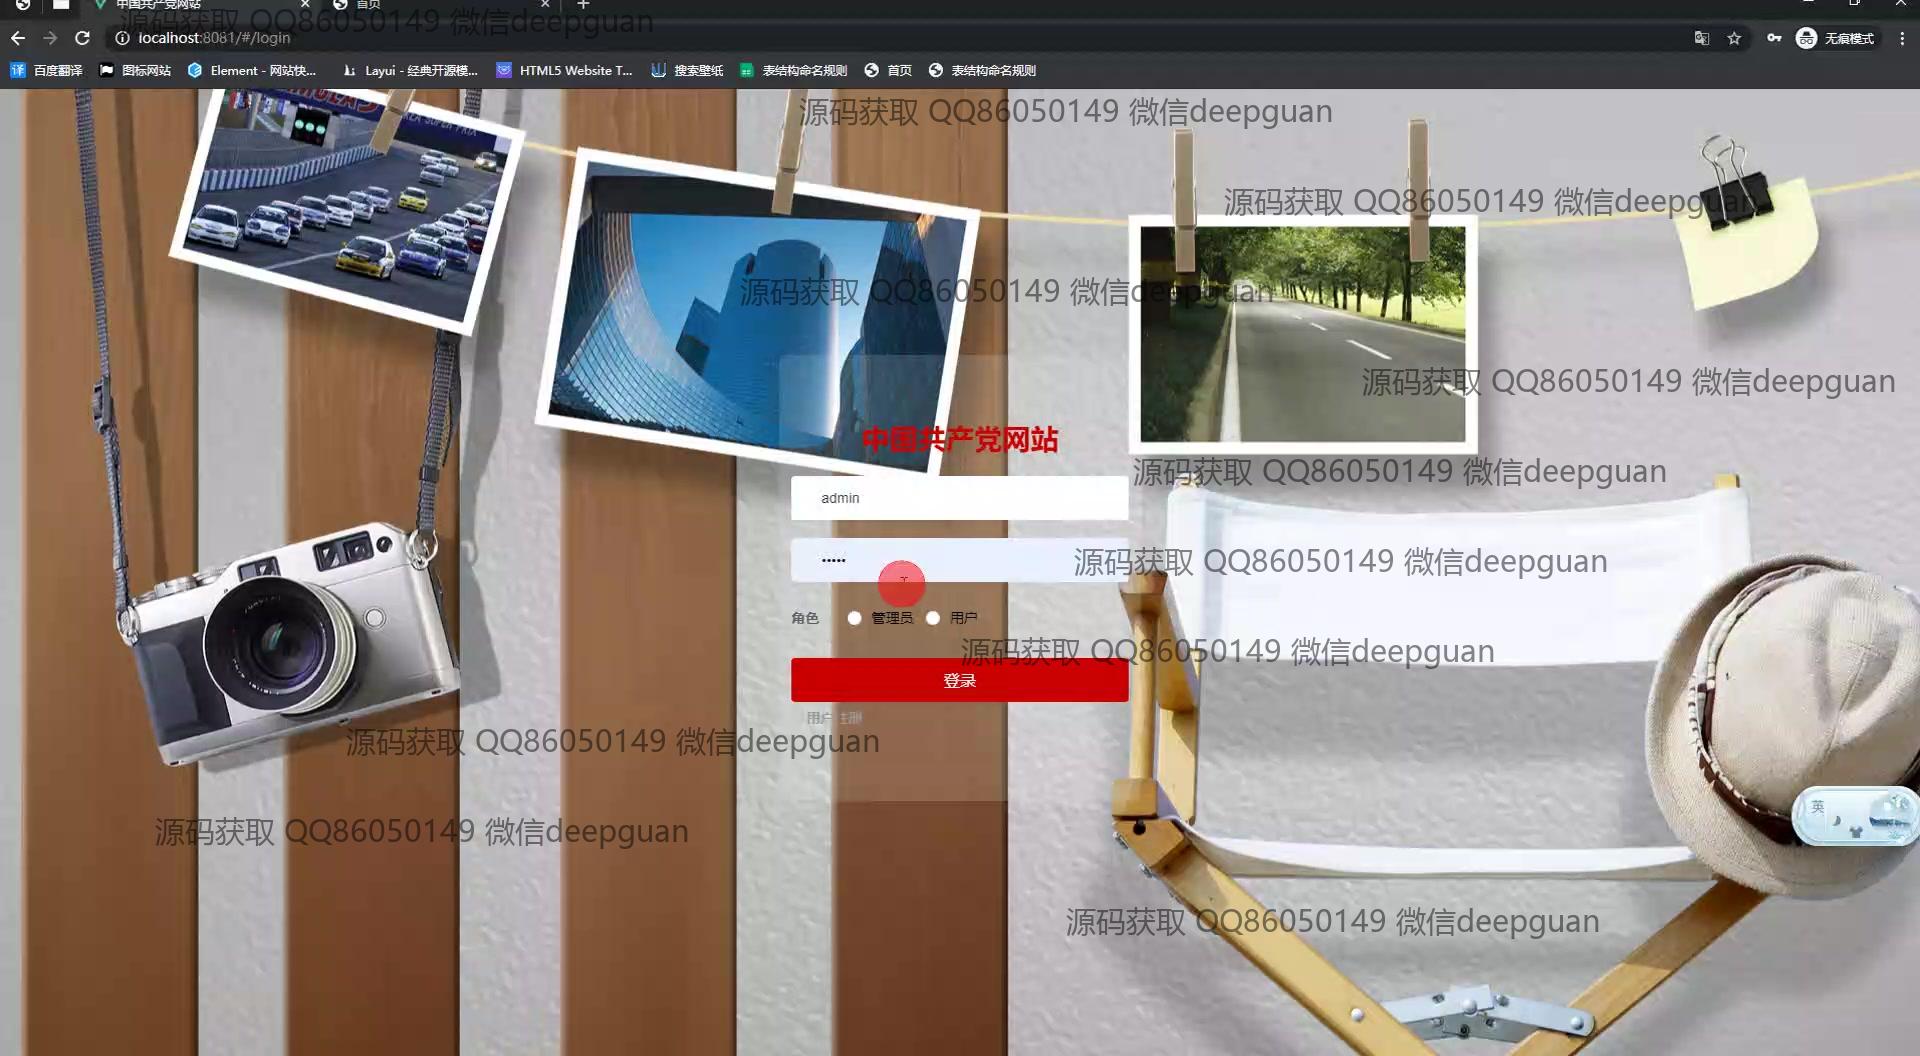 中国共产党网站
首页
源码获取 QQ86050149 微信deepguan
localhost:8081/#/login
无痕模式
百度翻译
图标网站
Element - 网站快...
Layui - 经典开源模...
HTML5 Website T...
搜索壁纸
表结构命名规则
首页
表结构命名规则
源码获取 QQ86050149 微信deepguan
源码获取 QQ86050149 微信deepguan
源码获取 QQ86050149 微信deepguan
源码获取 QQ86050149 微信deepguan
中国共产党网站
源码获取 QQ86050149 微信deepguan
admin
源码获取 QQ86050149 微信deepguan
角色
管理员
用户
源码获取 QQ86050149 微信deepguan
登录
用户注册
源码获取 QQ86050149 微信deepguan
英
源码获取 QQ86050149 微信deepguan
源码获取 QQ86050149 微信deepguan